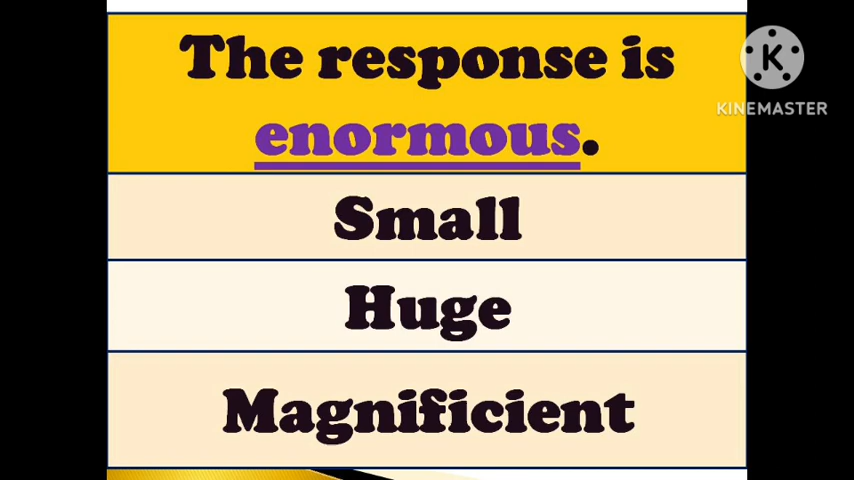 The response is
enormous.
Small
Huge
Magnificient
K
KINEMASTER